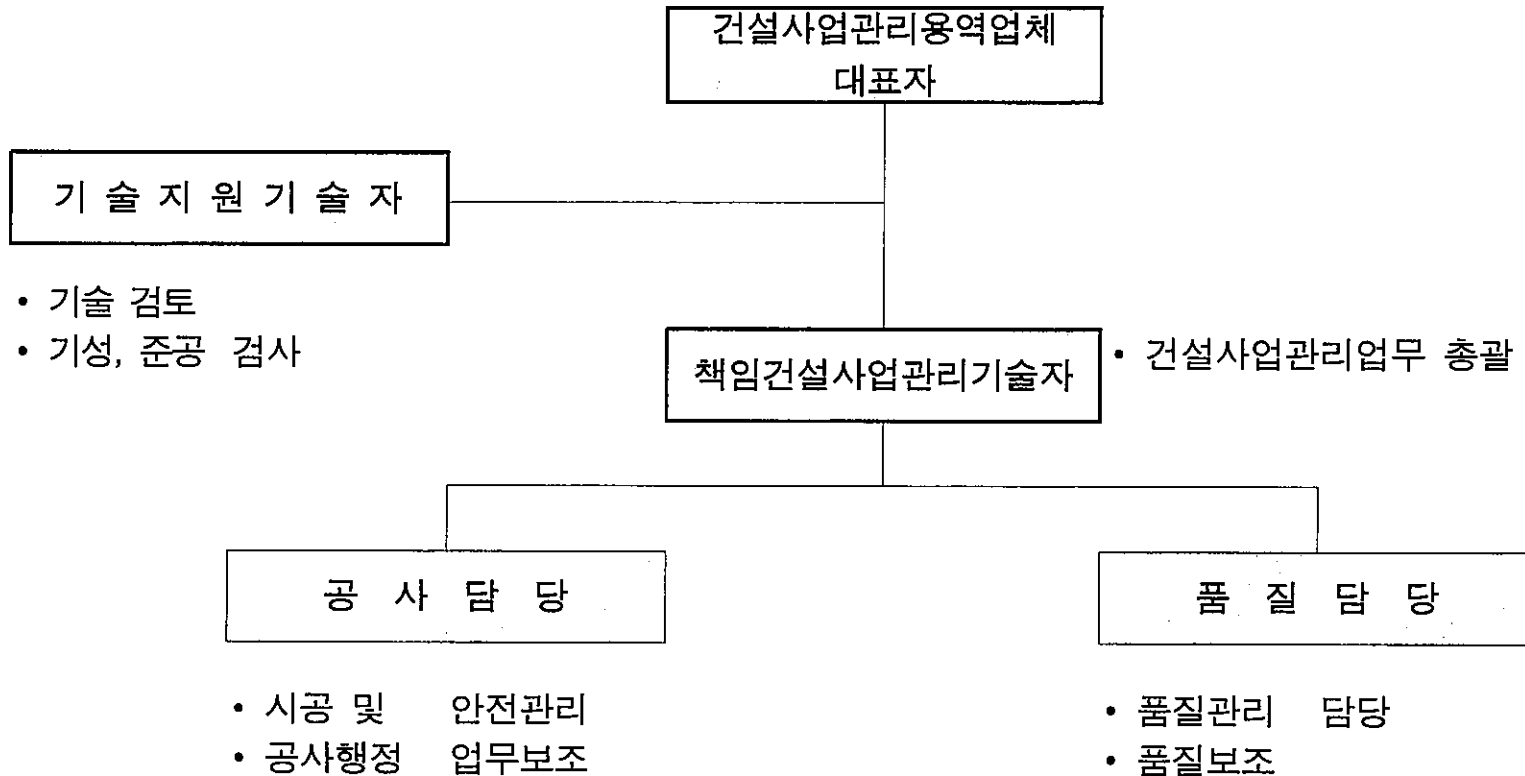 건설사업관리용역업체
대표자
기 술 지 원 기 술 자
• 기술 검토
• 기성, 준공 검사
책임건설사업관리기술자
• 건설사업관리업무 총괄
공 사 담 당
품 질 담 당
• 시공 및 안전관리
• 공사행정 업무보조
• 품질관리 담당
• 품질보조